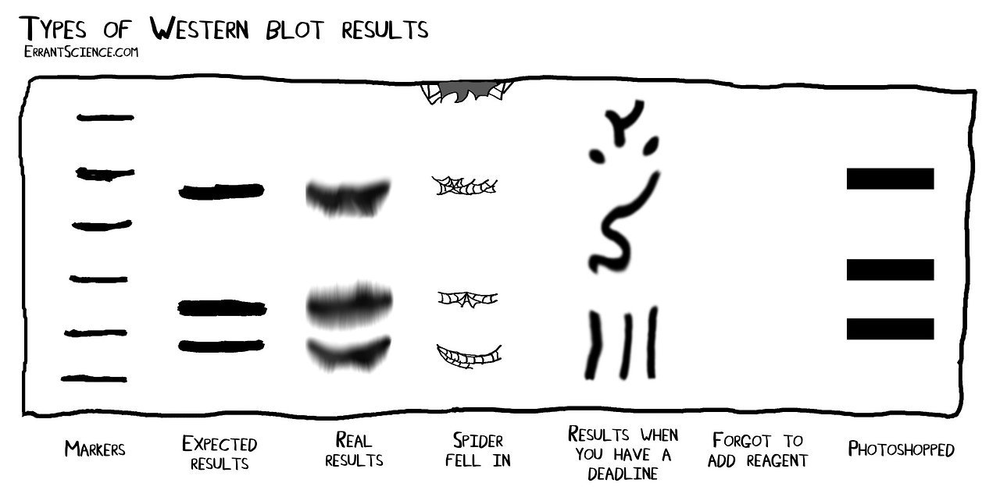 Types of Western blot results
ErrantScience.com
Markers
Expected
results
Real
results
Spider
fell in
Results when
you have a
deadline
Forgot to
add reagent
Photoshopped